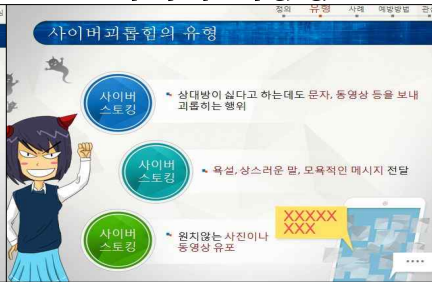 정의 유형 사례 예방방법
사이버괴롭힘의 유형
사이버
스토킹
상대방이 싫다고 하는데도 문자, 동영상 등을 보내
괴롭히는 행위
사이버
스토킹
욕설, 상스러운 말, 모욕적인 메시지 전달
사이버
스토킹
원치않는 사진이나
동영상 유포
XXXXX
XXX